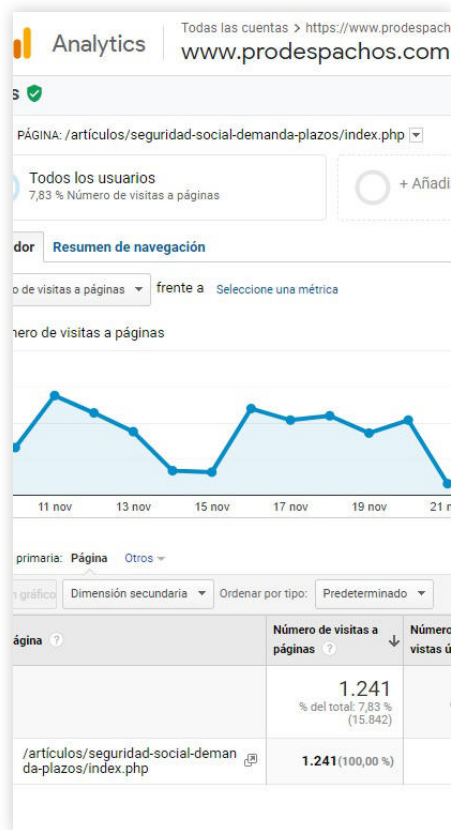 Analytics
Todas las cuentas > https://www.prodespach
www.prodespachos.com
s
PÁGINA: /artículos/seguridad-social-demanda-plazos/index.php
Todos los usuarios
7,83 % Número de visitas a páginas
+ Añadi
dor Resumen de navegación
o de visitas a páginas frente a Seleccione una métrica
nero de visitas a páginas
11 nov 13 nov 15 nov 17 nov 19 nov 21 n
primaria: Página Otros
n gráfico Dimensión secundaria Ordenar por tipo: Predeterminado
ágina ?
Número de visitas a
páginas ?
Número
vistas ú
1.241
% del total: 7,83 %
(15.842)
/artículos/seguridad-social-deman
da-plazos/index.php
1.241(100,00 %)